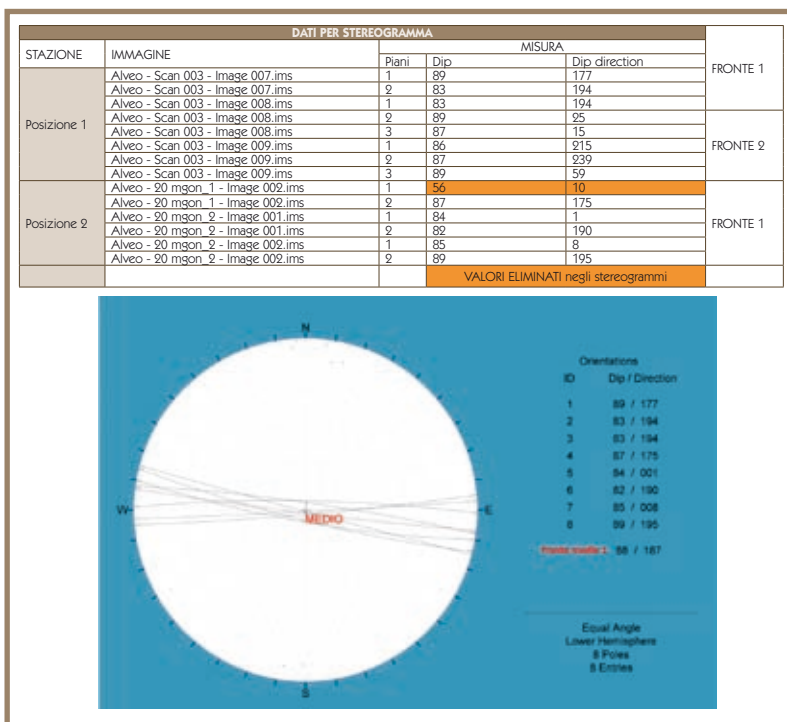 DATI PER STEREOGRAMMA
STAZIONE IMMAGINE MISURA FRONTE 1
Piani Dip Dip direction
Posizione 1
Alveo - Scan 003 - Image 007.ims 1 89 177
Alveo - Scan 003 - Image 007.ims 2 83 194
Alveo - Scan 003 - Image 008.ims 1 83 194
Alveo - Scan 003 - Image 008.ims 2 89 25
Alveo - Scan 003 - Image 008.ims 3 87 15
Alveo - Scan 003 - Image 009.ims 1 86 215
FRONTE 2
Alveo - Scan 003 - Image 009.ims 2 87 239
Alveo - Scan 003 - Image 009.ims 3 89 59
Posizione 2
Alveo - 20 mgon_1 - Image 002.ims 1 56 10
Alveo - 20 mgon_1 - Image 002.ims 2 87 175
Alveo - 20 mgon_2 - Image 001.ims 1 84 1
FRONTE 1
Alveo - 20 mgon_2 - Image 001.ims 2 82 190
Alveo - 20 mgon_2 - Image 002.ims 1 85 8
Alveo - 20 mgon_2 - Image 002.ims 2 89 195
VALORI ELIMINATI negli stereogrammi
N
W
E
S
MEDIO
Orientations
ID Dip / Direction
1 89 / 177
2 83 / 194
3 83 / 194
4 87 / 175
5 84 / 001
6 82 / 190
7 85 / 008
8 89 / 195
fronte medio 1 88 / 187
Equal Angle
Lower Hemisphere
8 Poles
8 Entries